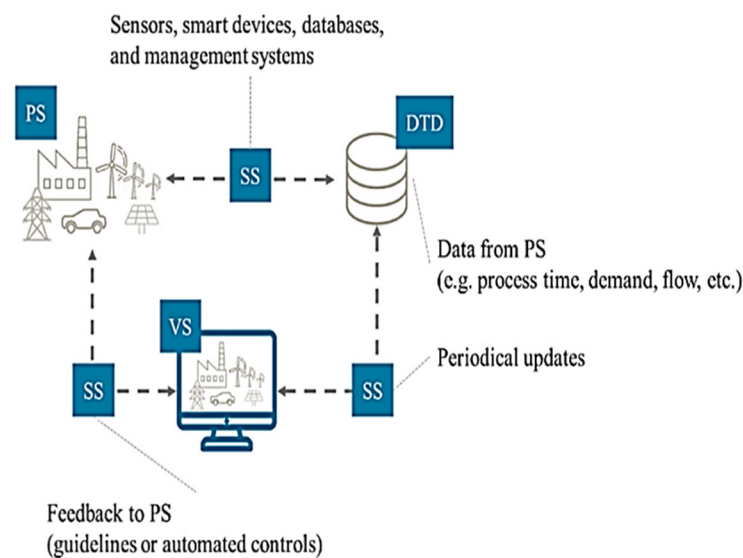 Sensors, smart devices, databases,
and management systems
PS
DTD
SS
Data from PS
(e.g. process time, demand, flow, etc.)
VS
Periodical updates
SS
SS
Feedback to PS
(guidelines or automated controls)